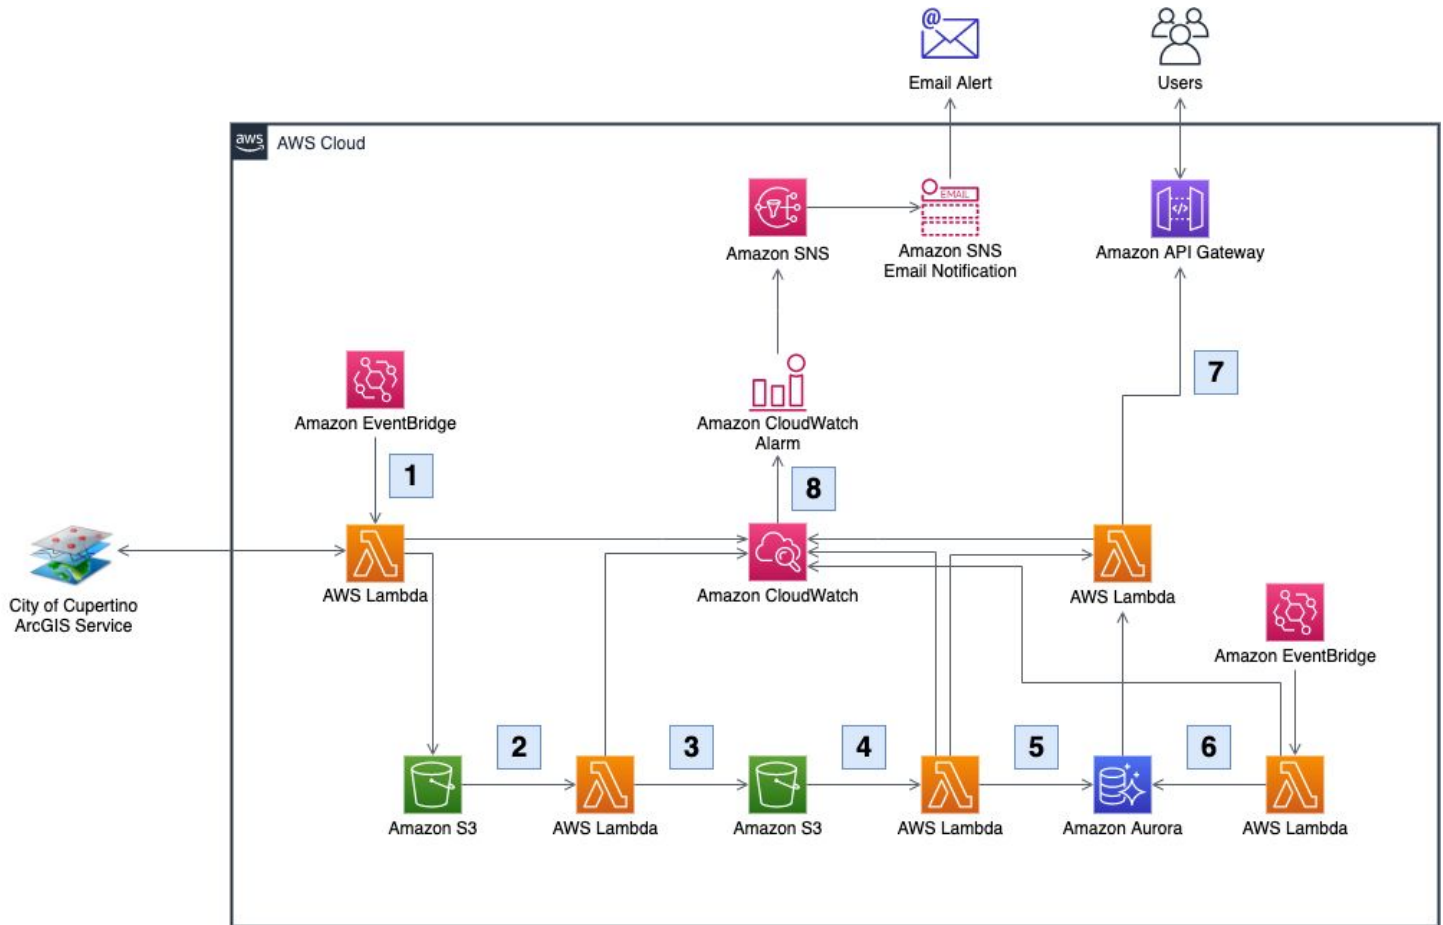 @
Email Alert
Users
aws
AWS Cloud
EMAIL
</>
Amazon SNS
Amazon SNS
Email Notification
Amazon API Gateway
Amazon EventBridge
1
Amazon CloudWatch
Alarm
7
8
City of Cupertino
ArcGIS Service
AWS Lambda
Amazon CloudWatch
AWS Lambda
Amazon EventBridge
2
3
4
5
6
Amazon S3
AWS Lambda
Amazon S3
AWS Lambda
Amazon Aurora
AWS Lambda